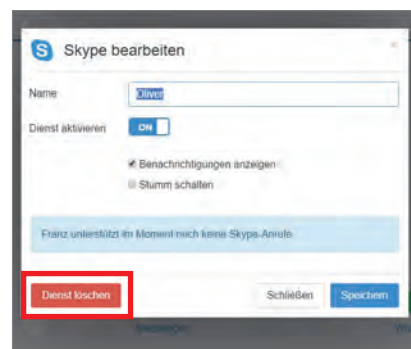 Skype bearbeiten
Name
Oliver
Dienst aktivieren
ON
Benachrichtigungen anzeigen
Stumm schalten
Franz unterstützt im Moment noch keine Skype-Anrufe.
Dienst löschen
Schließen
Speichern